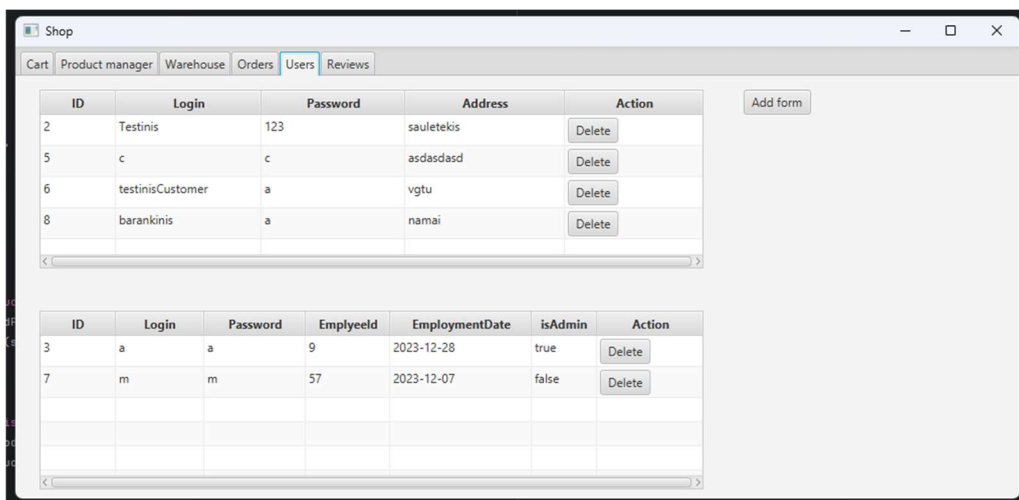 Shop
Cart Product manager Warehouse Orders Users Reviews
ID Login Password Address Action
Add form
2 Testinis 123 sauletekis Delete
5 c c asdasdasd Delete
6 testinisCustomer a vgtu Delete
8 barankinis a namai Delete
ID Login Password EmplyeeId EmploymentDate isAdmin Action
3 a a 9 2023-12-28 true Delete
7 m m 57 2023-12-07 false Delete